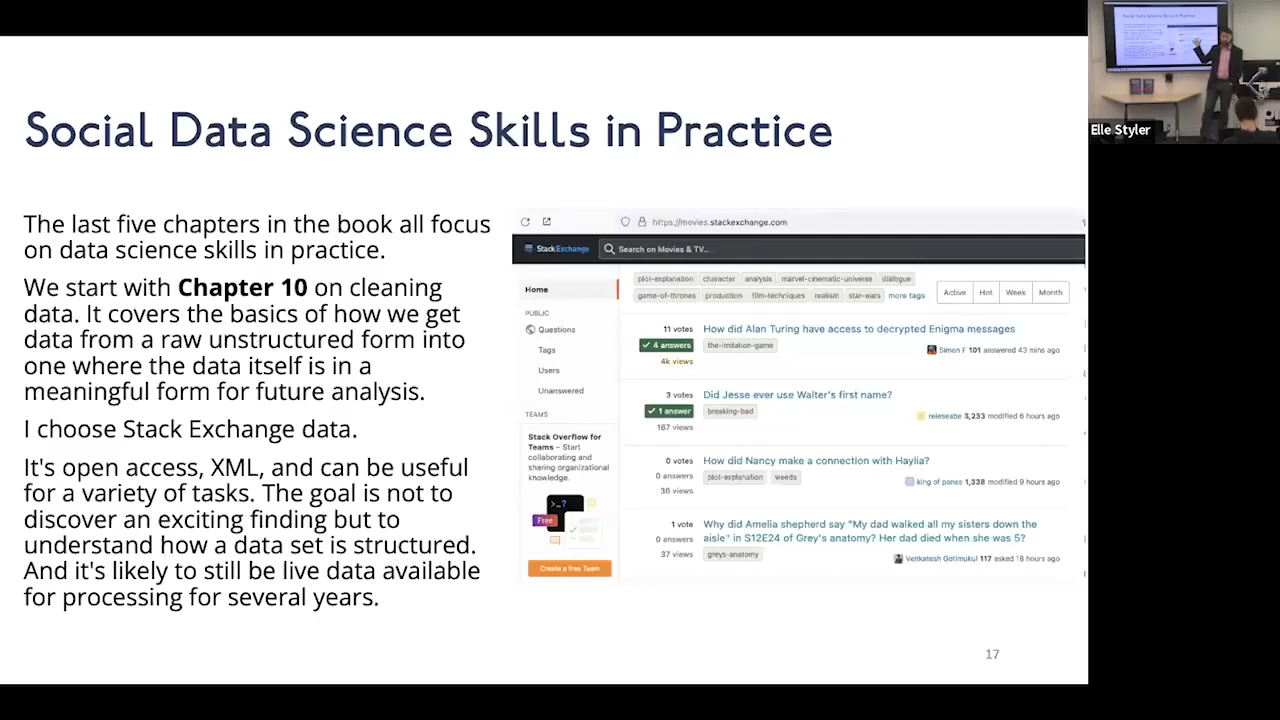 Social Data Science Skills in Practice
The last five chapters in the book all focus
on data science skills in practice.
We start with Chapter 10 on cleaning
data. It covers the basics of how we get
data from a raw unstructured form into
one where the data itself is in a
meaningful form for future analysis.
I choose Stack Exchange data.
It's open access, XML, and can be useful
for a variety of tasks. The goal is not to
discover an exciting finding but to
understand how a data set is structured.
And it's likely to still be live data available
for processing for several years.
https://movies.stackexchange.com
StackExchange
Search on Movies & TV...
Home
PUBLIC
Questions
Tags
Users
Unanswered
TEAMS
Stack Overflow for
Teams – Start
collaborating and
sharing organizational
knowledge.
>_?
Free
Create a free Team
plot-explanation character analysis marvel-cinematic-universe dialogue
game-of-thrones production film-techniques realism star-wars more tags
Active Hot Week Month
11 votes
4 answers
4k views
How did Alan Turing have access to decrypted Enigma messages
the-imitation-game
Simon F 101 answered 43 mins ago
3 votes
1 answer
167 views
Did Jesse ever use Walter's first name?
breaking-bad
releseabe 3,233 modified 6 hours ago
0 votes
0 answers
36 views
How did Nancy make a connection with Haylia?
plot-explanation weeds
king of panes 1,338 modified 9 hours ago
1 vote
0 answers
37 views
Why did Amelia shepherd say "My dad walked all my sisters down the
aisle" in S12E24 of Grey's anatomy? Her dad died when she was 5?
greys-anatomy
Venkatesh Gotimukul 117 asked 18 hours ago
17
Elle Styler